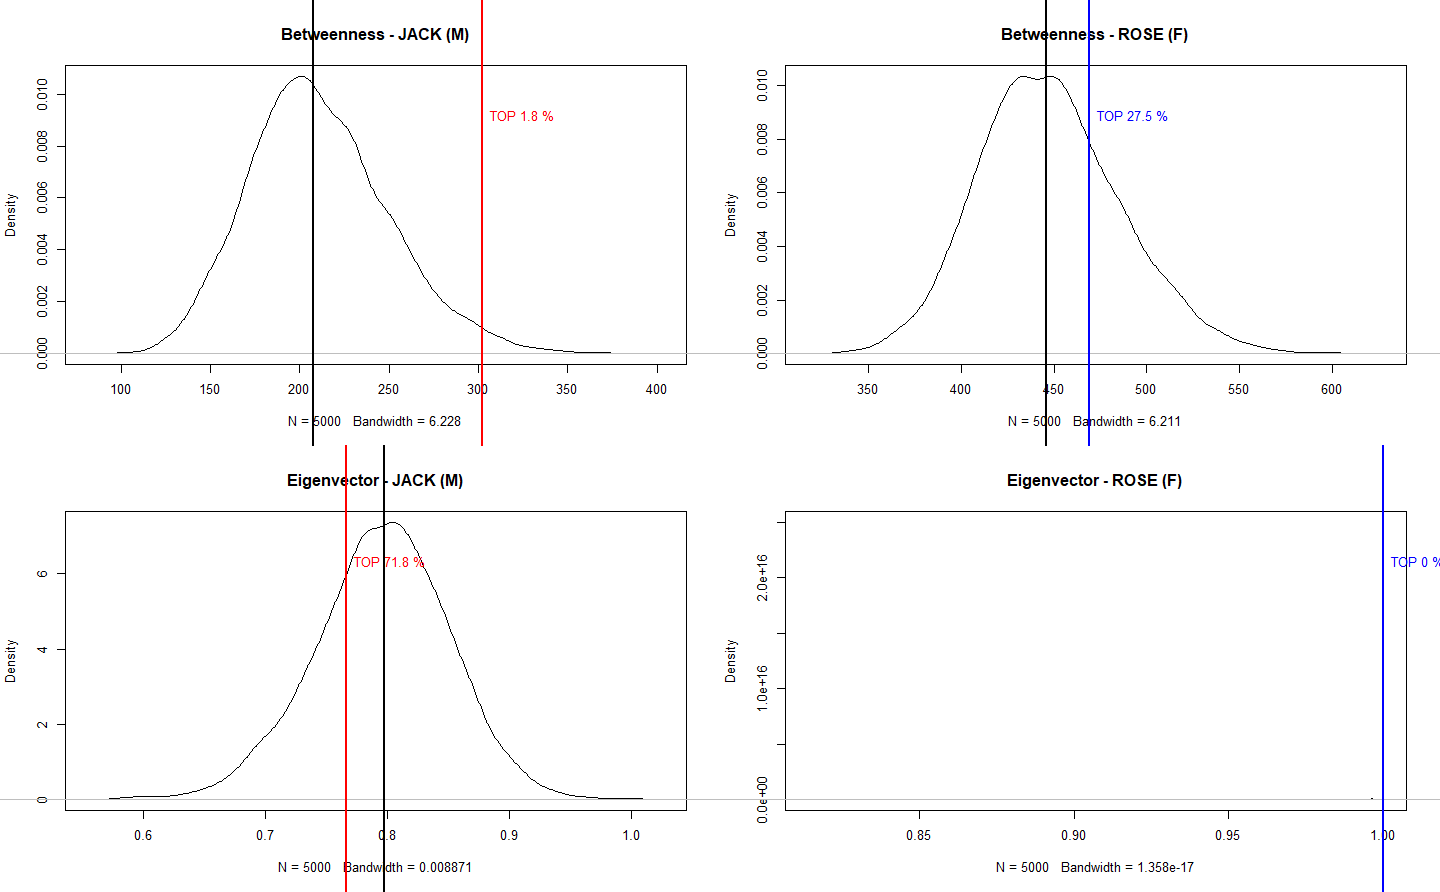 Betweenness - JACK (M)
TOP 1.8 %
Density
0.000 0.002 0.004 0.006 0.008 0.010
100 150 200 250 300 350 400
N = 5000 Bandwidth = 6.228
Betweenness - ROSE (F)
TOP 27.5 %
Density
0.000 0.002 0.004 0.006 0.008 0.010
350 400 450 500 550 600
N = 5000 Bandwidth = 6.211
Eigenvector - JACK (M)
TOP 71.8 %
Density
0 2 4 6
0.6 0.7 0.8 0.9 1.0
N = 5000 Bandwidth = 0.008871
Eigenvector - ROSE (F)
TOP 0 %
Density
0.0e+00 1.0e+16 2.0e+16
0.85 0.90 0.95 1.00
N = 5000 Bandwidth = 1.358e-17